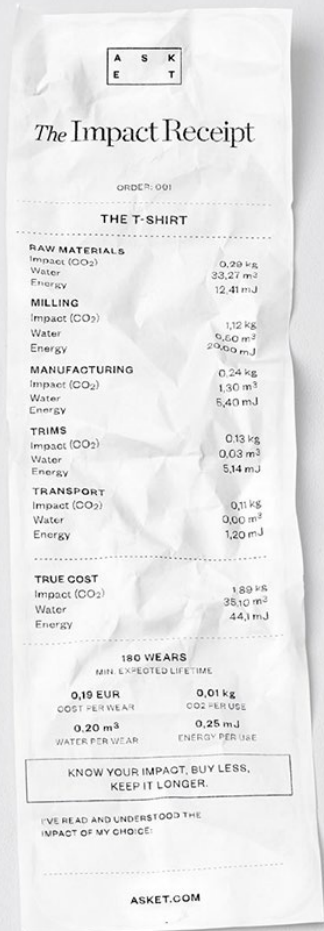 A S K
E T
The Impact Receipt
ORDER: 001
THE T-SHIRT
RAW MATERIALS
Impact (CO₂) 0,29 kg
Water 33,27 m³
Energy 12,41 mJ
MILLING
Impact (CO₂) 1,12 kg
Water 0,50 m³
Energy 20,00 mJ
MANUFACTURING
Impact (CO₂) 0,24 kg
Water 1,30 m³
Energy 5,40 mJ
TRIMS
Impact (CO₂) 0,13 kg
Water 0,03 m³
Energy 5,14 mJ
TRANSPORT
Impact (CO₂) 0,11 kg
Water 0,00 m³
Energy 1,20 mJ
TRUE COST
Impact (CO₂) 1,89 kg
Water 35,10 m³
Energy 44,1 mJ
180 WEARS
MIN. EXPECTED LIFETIME
0,19 EUR 0,01 kg
COST PER WEAR CO2 PER USE
0,20 m³ 0,25 mJ
WATER PER WEAR ENERGY PER USE
KNOW YOUR IMPACT, BUY LESS,
KEEP IT LONGER.
I'VE READ AND UNDERSTOOD THE
IMPACT OF MY CHOICE:
ASKET.COM